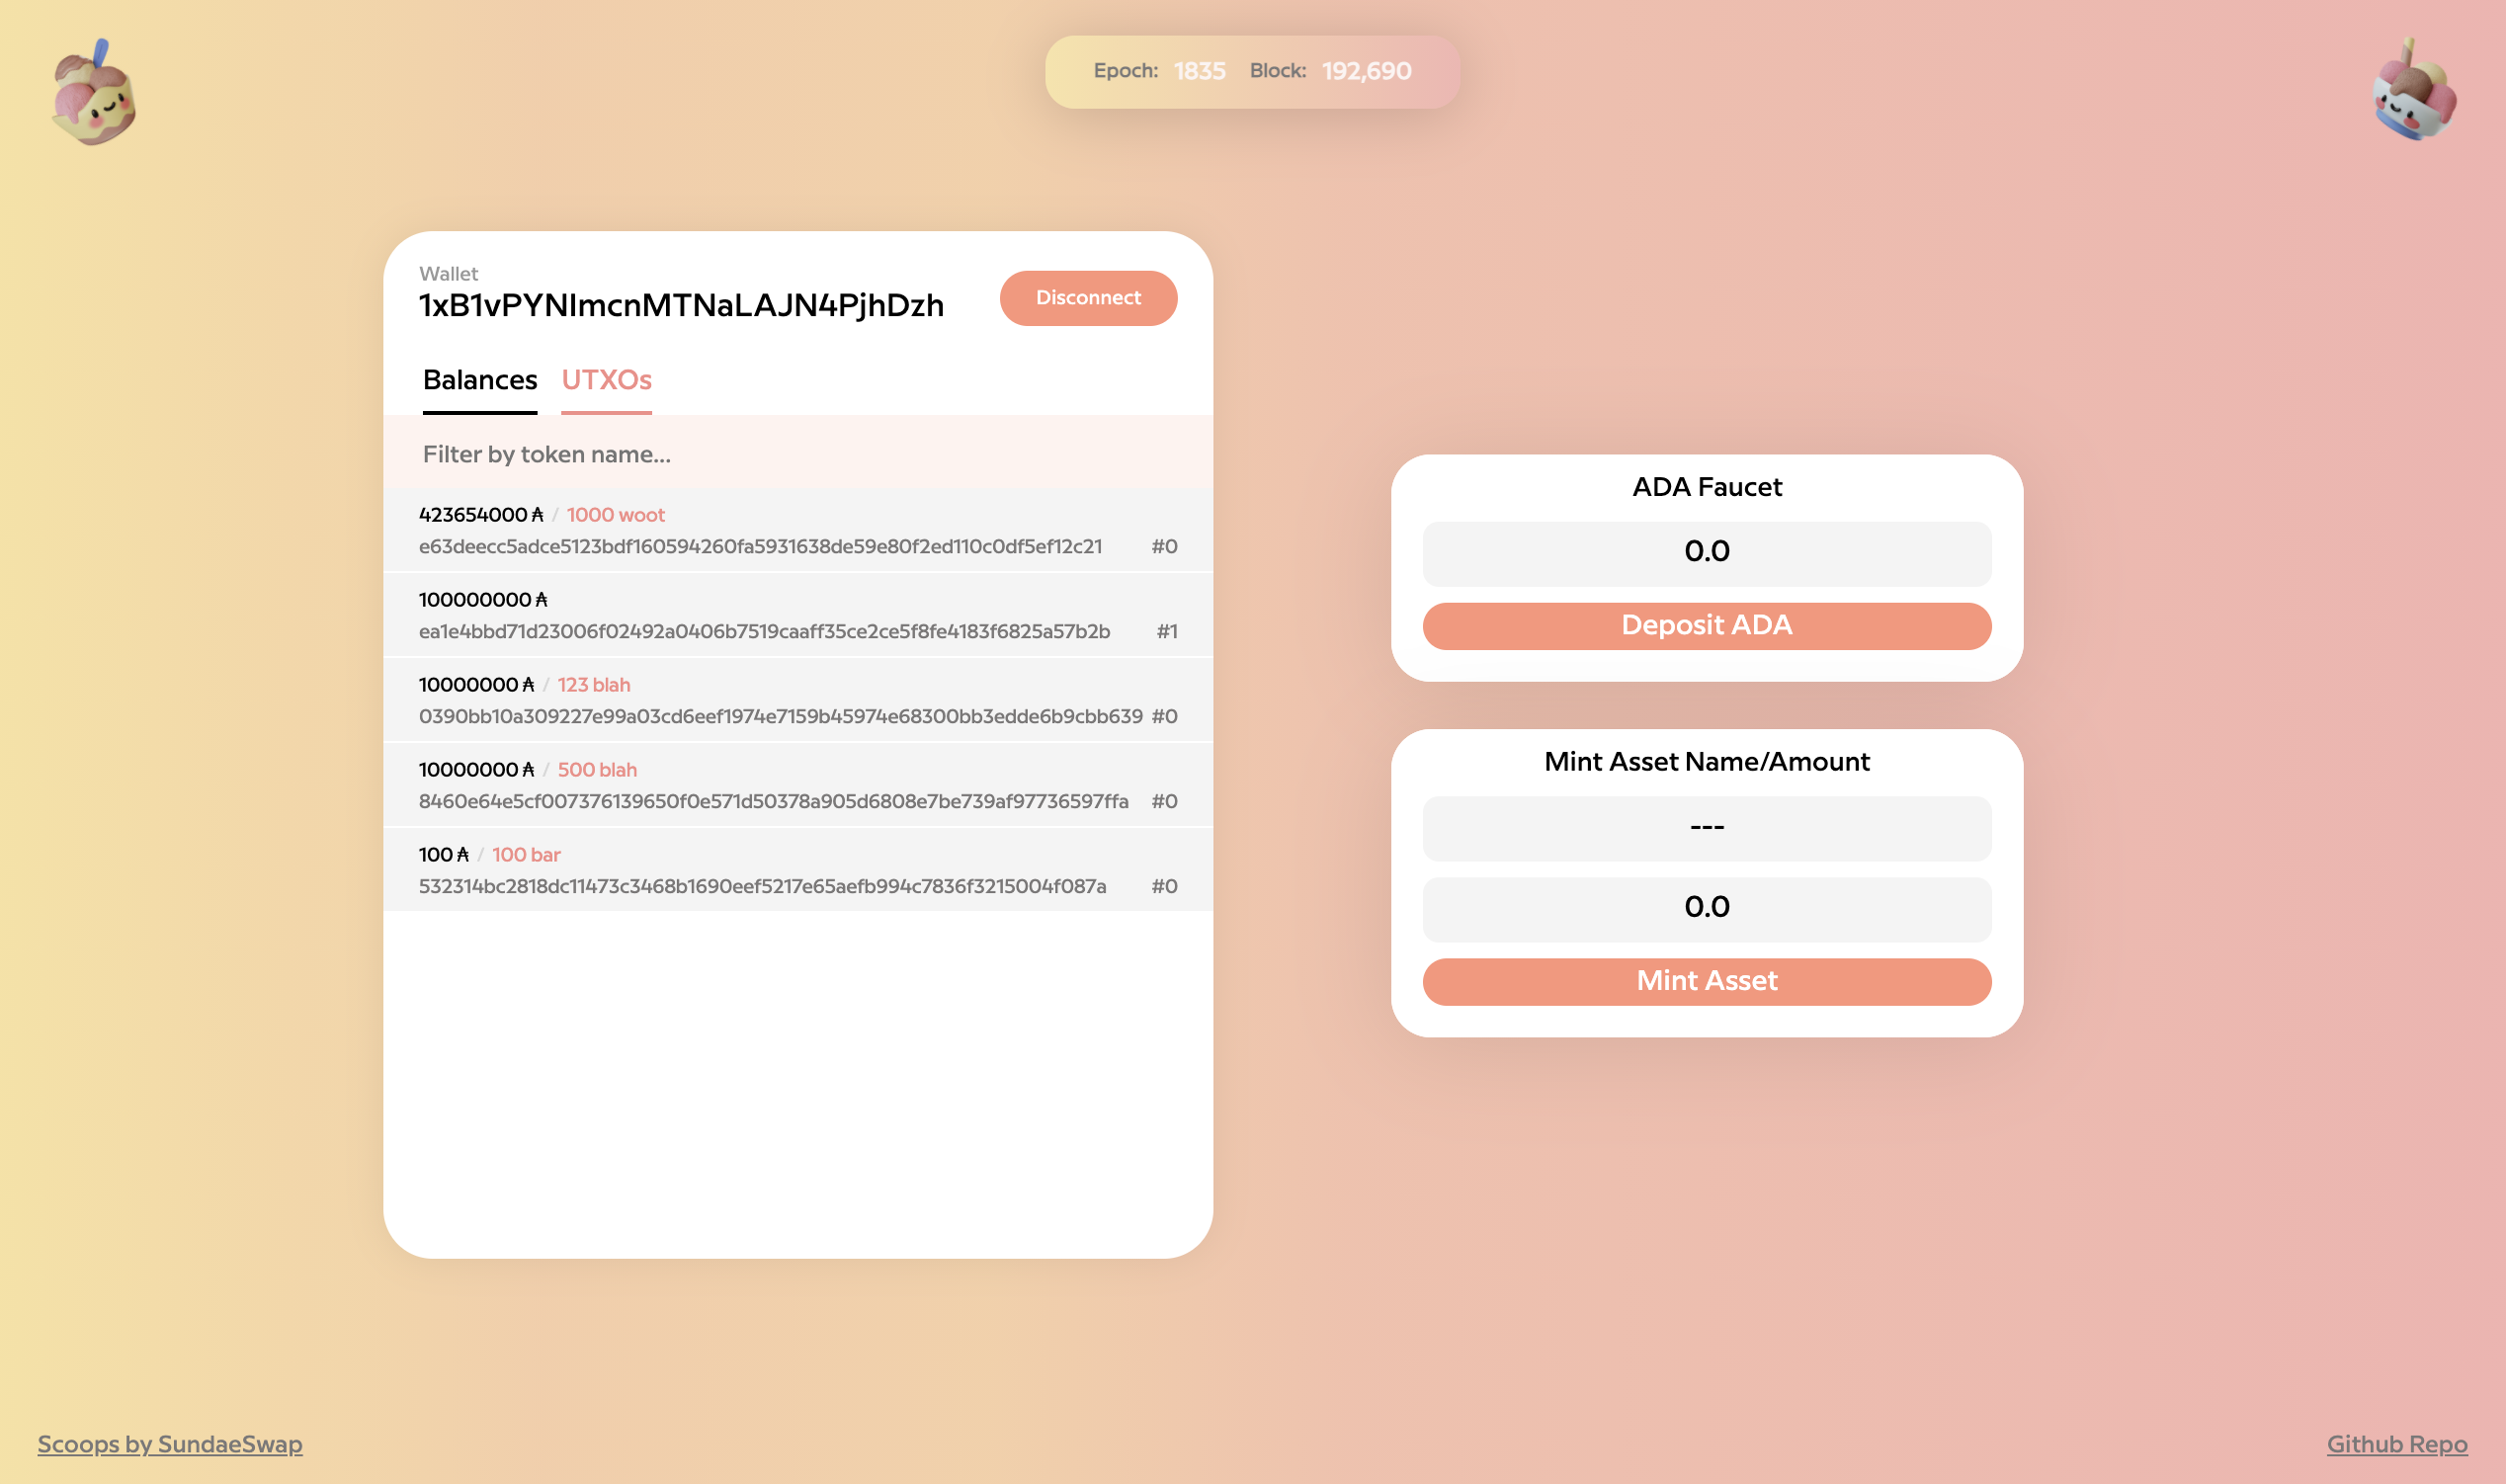 Epoch: 1835 Block: 192,690
Wallet
1xB1vPYNImcnMTNaLAJN4PjhDzh
Disconnect
Balances UTXOs
Filter by token name...
423654000 ₳ / 1000 woot
e63deecc5adce5123bdf160594260fa5931638de59e80f2ed110c0df5ef12c21 #0
100000000 ₳
ea1e4bbd71d23006f02492a0406b7519caaff35ce2ce5f8fe4183f6825a57b2b #1
10000000 ₳ / 123 blah
0390bb10a309227e99a03cd6eef1974e7159b45974e68300bb3edde6b9cbb639 #0
10000000 ₳ / 500 blah
8460e64e5cf007376139650f0e571d50378a905d6808e7be739af97736597ffa #0
100 ₳ / 100 bar
532314bc2818dc11473c3468b1690eef5217e65aefb994c7836f3215004f087a #0
ADA Faucet
0.0
Deposit ADA
Mint Asset Name/Amount
---
0.0
Mint Asset
Scoops by SundaeSwap
Github Repo